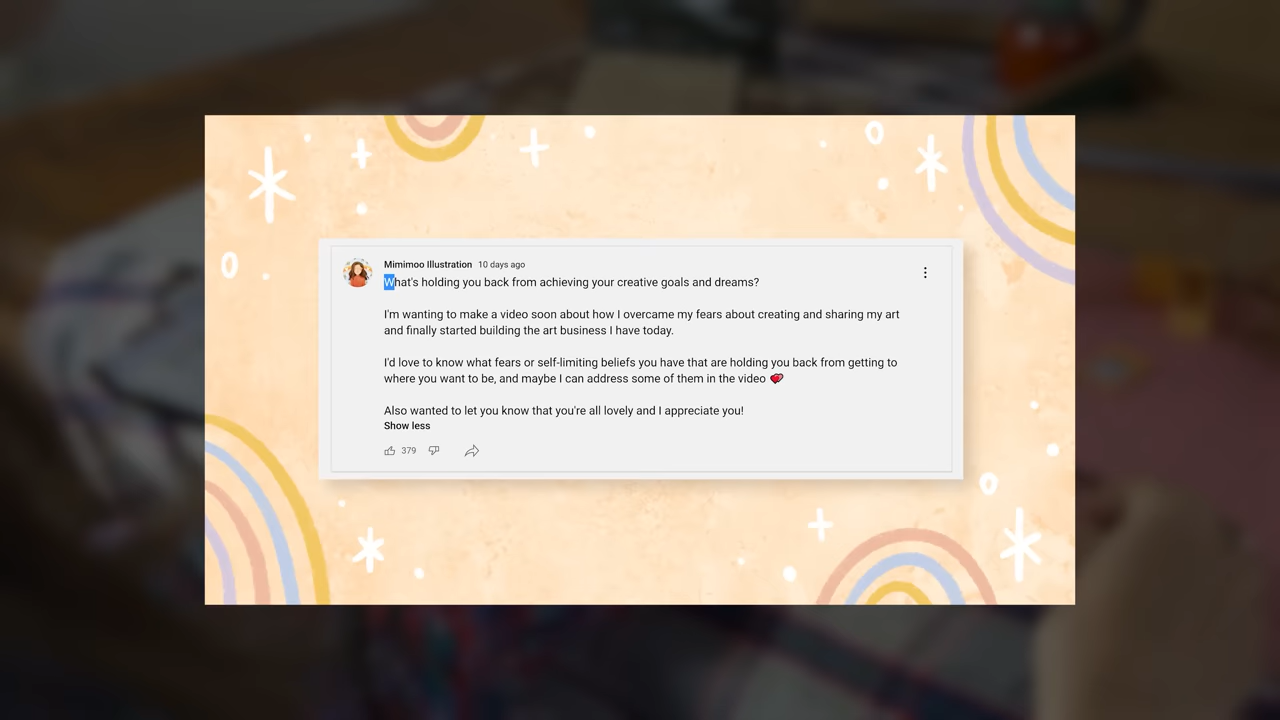 Mimimoo Illustration 10 days ago
What's holding you back from achieving your creative goals and dreams?
I'm wanting to make a video soon about how I overcame my fears about creating and sharing my art
and finally started building the art business I have today.
I'd love to know what fears or self-limiting beliefs you have that are holding you back from getting to
where you want to be, and maybe I can address some of them in the video 💕
Also wanted to let you know that you're all lovely and I appreciate you!
Show less
379